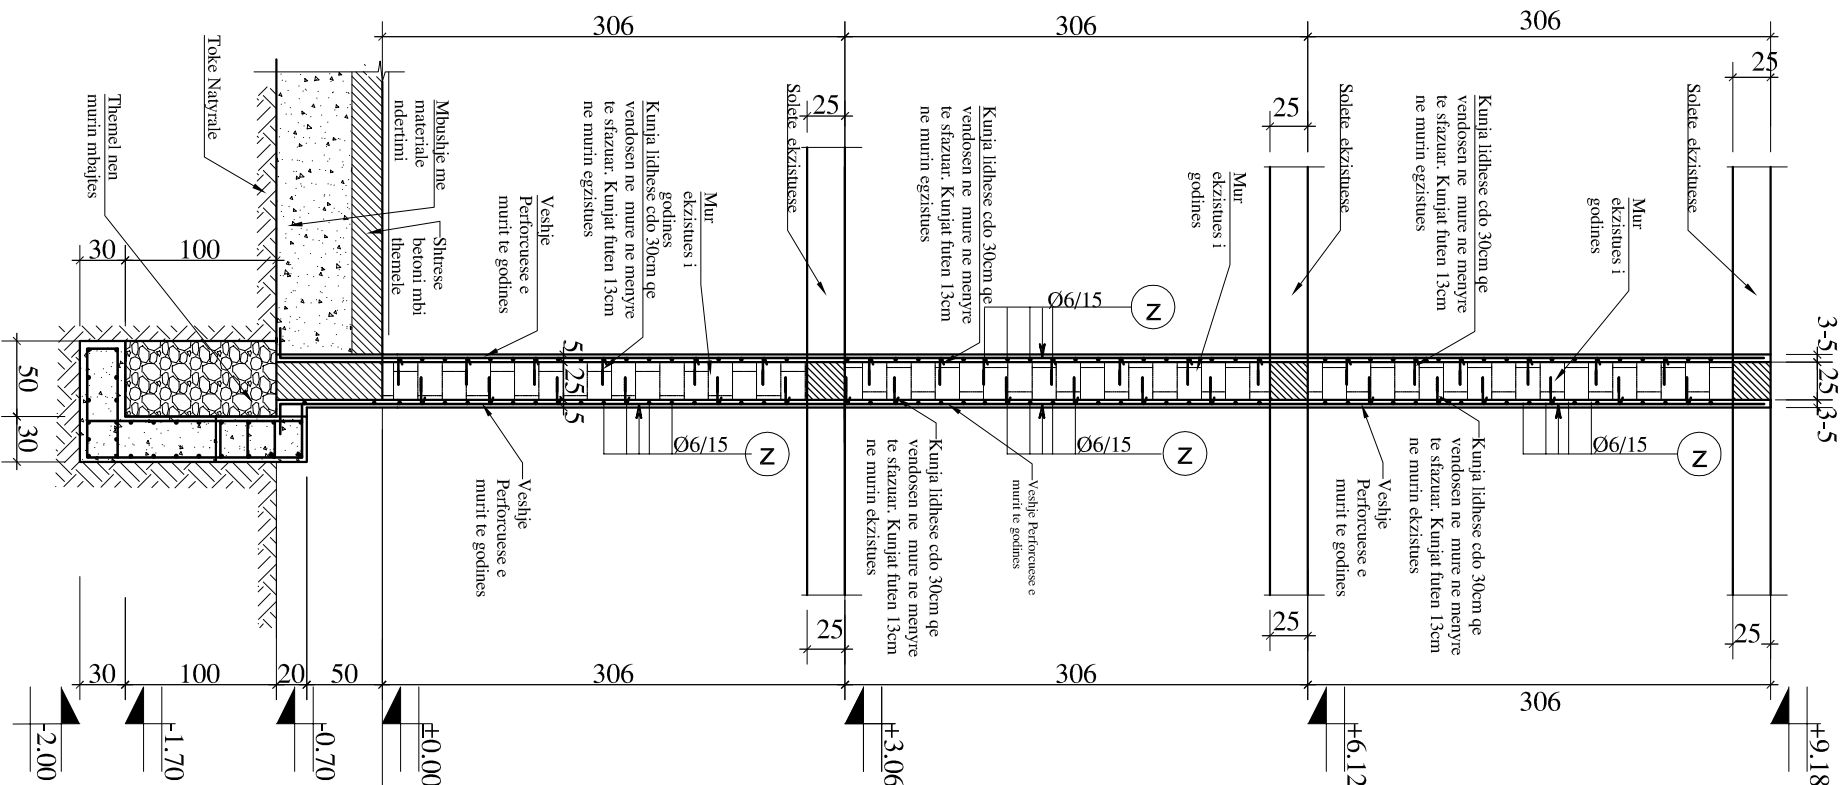 306
306
306
25
25
25
Toke Natyrale
Themel nen
murin mbajtes
Mbushje me
materiale
ndertimi
Shtrese
betoni mbi
themele
Veshje
Perforcuese e
murit te godines
Kunja lidhese cdo 30cm qe
vendosen ne mure ne menyre
te sfazuar. Kunjat futen 13cm
ne murin egzistues
Mur
ekzistues i
godines
Solete ekzistuese
Kunja lidhese cdo 30cm qe
vendosen ne mure ne menyre
te sfazuar. Kunjat futen 13cm
ne murin egzistues
Mur
ekzistues i
godines
Solete ekzistuese
Kunja lidhese cdo 30cm qe
vendosen ne mure ne menyre
te sfazuar. Kunjat futen 13cm
ne murin egzistues
Mur
ekzistues i
godines
Solete ekzistuese
30
100
Ø6/15
Z
3-5
25
3-5
5
25
5
50
30
Ø6/15
Z
Ø6/15
Z
Ø6/15
Z
Veshje
Perforcuese e
murit te godines
Kunja lidhese cdo 30cm qe
vendosen ne mure ne menyre
te sfazuar. Kunjat futen 13cm
ne murin ekzistues
Veshje Perforcuese e
murit te godines
Veshje
Perforcuese e
murit te godines
Kunja lidhese cdo 30cm qe
vendosen ne mure ne menyre
te sfazuar. Kunjat futen 13cm
ne murin ekzistues
25
25
25
30
100
20
50
306
306
306
-2.00
-1.70
-0.70
±0.00
+3.06
+6.12
+9.18